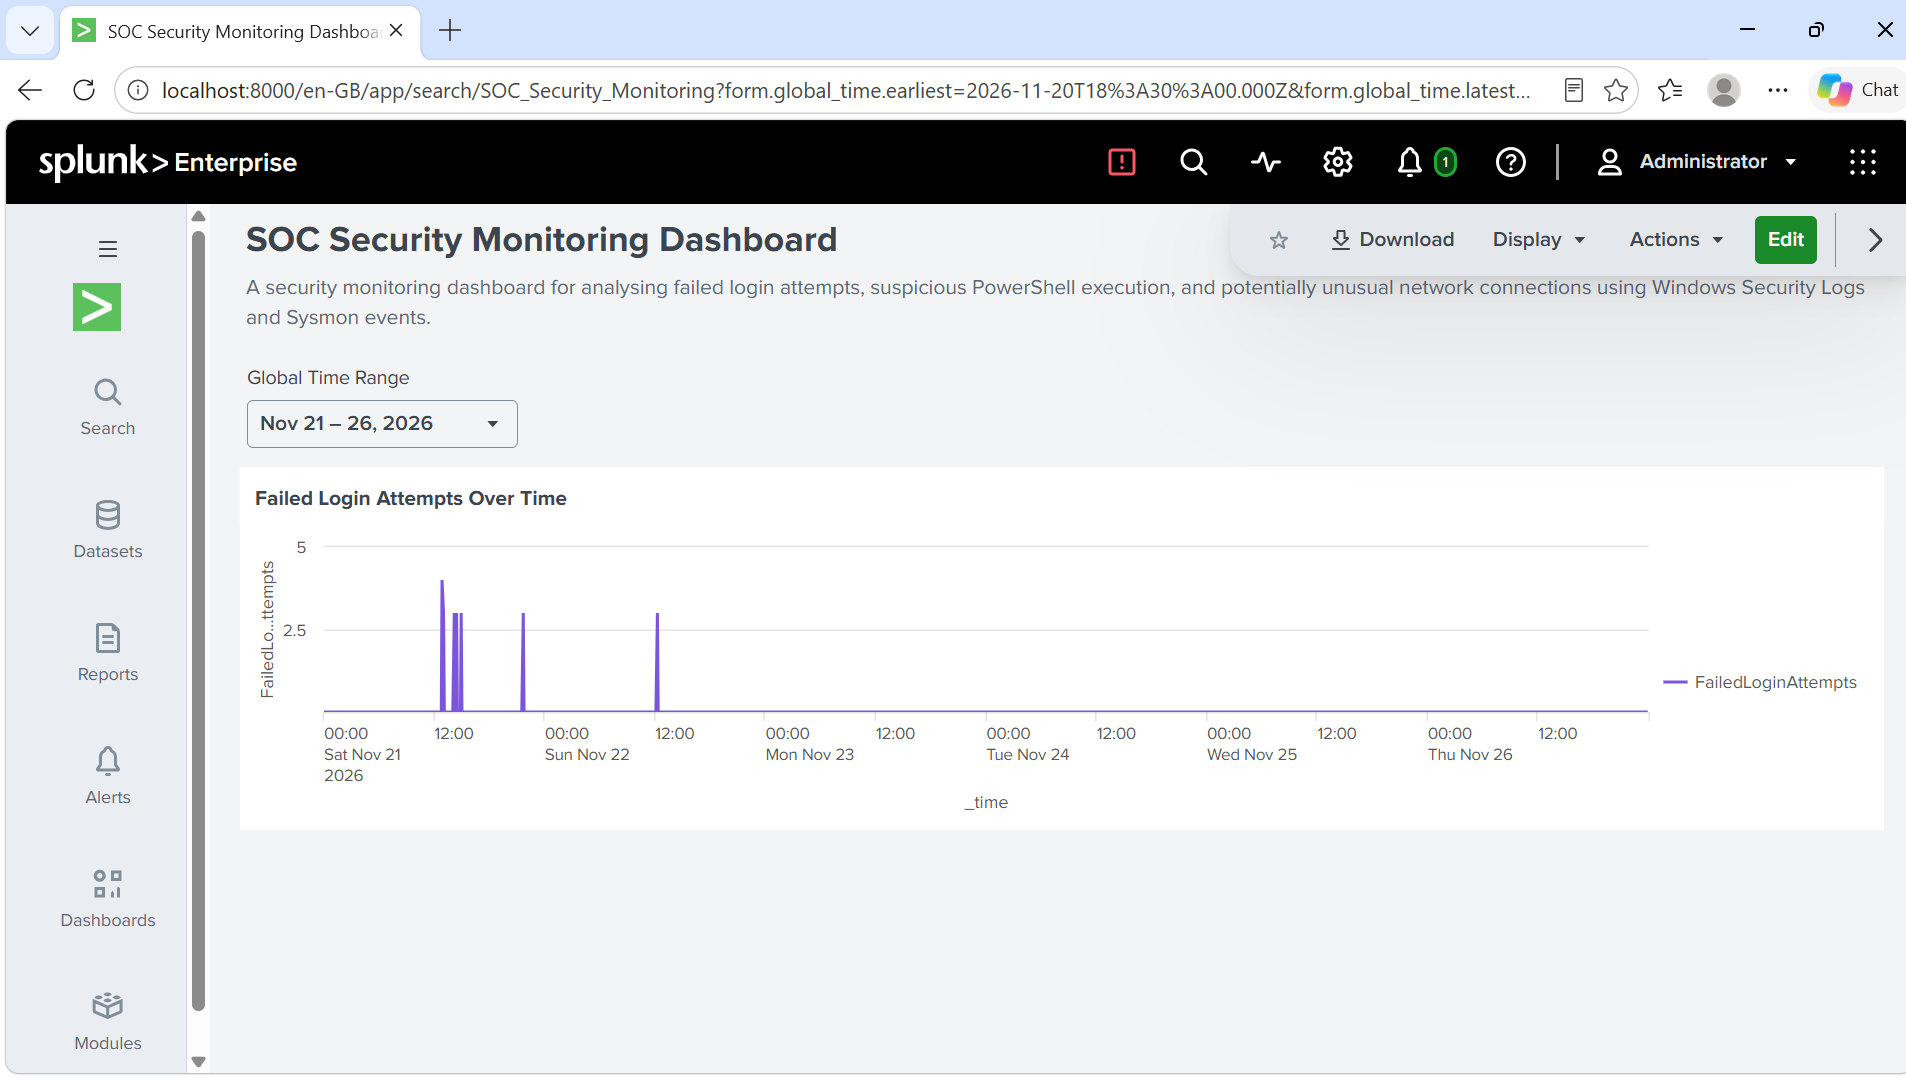 SOC Security Monitoring Dashboa
localhost:8000/en-GB/app/search/SOC_Security_Monitoring?form.global_time.earliest=2026-11-20T18%3A30%3A00.000Z&form.global_time.latest...
Chat
splunk>Enterprise
1
Administrator
SOC Security Monitoring Dashboard
Download
Display
Actions
Edit
A security monitoring dashboard for analysing failed login attempts, suspicious PowerShell execution, and potentially unusual network connections using Windows Security Logs
and Sysmon events.
Global Time Range
Nov 21 – 26, 2026
Search
Datasets
Reports
Alerts
Dashboards
Modules
Failed Login Attempts Over Time
5
2.5
FailedLo...ttempts
FailedLoginAttempts
00:00 12:00 00:00 12:00 00:00 12:00 00:00 12:00 00:00 12:00 00:00 12:00
Sat Nov 21 Sun Nov 22 Mon Nov 23 Tue Nov 24 Wed Nov 25 Thu Nov 26
2026
_time